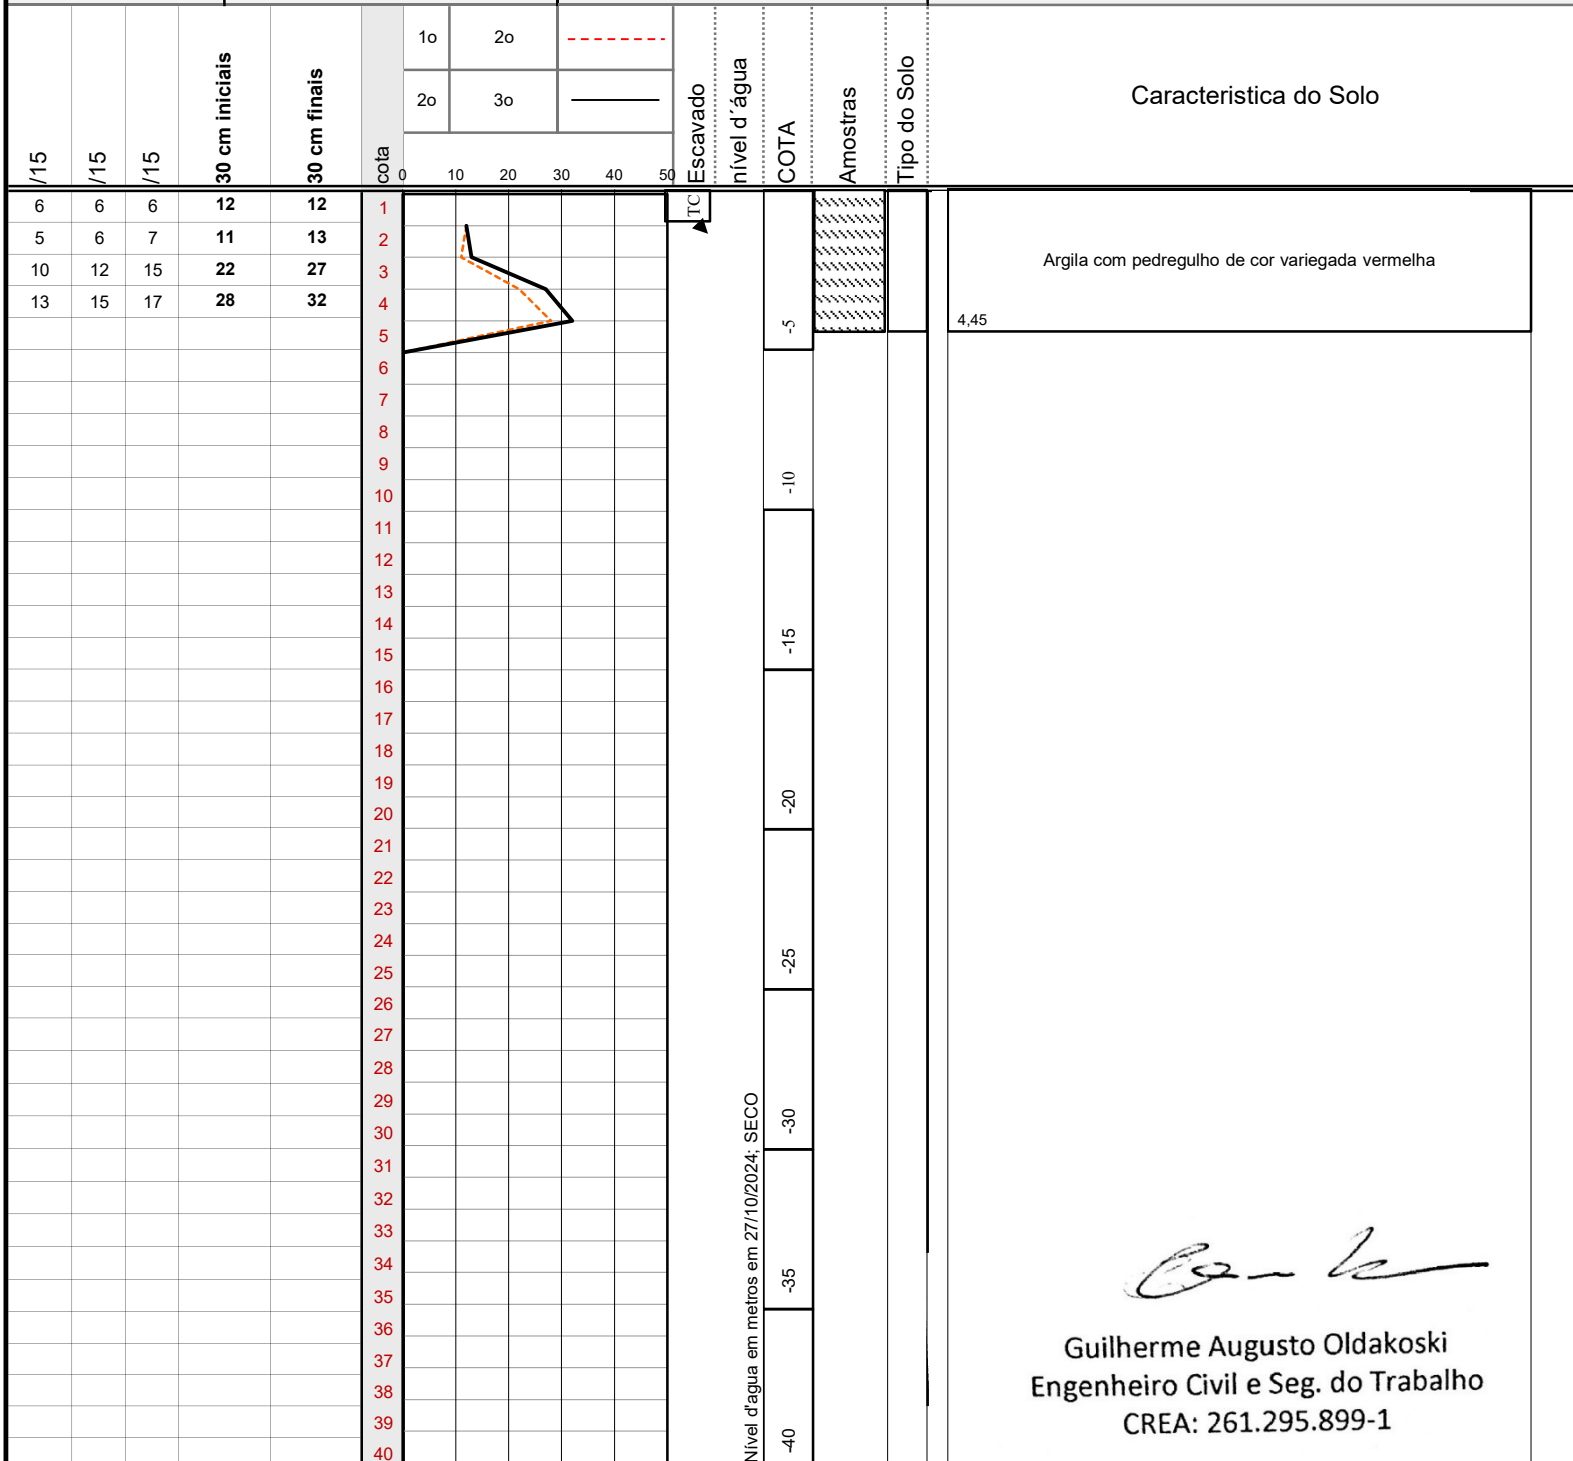 /15 /15 /15 30 cm iniciais 30 cm finais cota
1o 2o
2o 3o
0 10 20 30 40 50
Escavado nível d´água COTA Amostras Tipo do Solo
Caracteristica do Solo
6 6 6 12 12 1
5 6 7 11 13 2
10 12 15 22 27 3
13 15 17 28 32 4
5
6
7
8
9
10
11
12
13
14
15
16
17
18
19
20
21
22
23
24
25
26
27
28
29
30
31
32
33
34
35
36
37
38
39
40
TC
Nível d'agua em metros em 27/10/2024; SECO
-5
-10
-15
-20
-25
-30
-35
-40
Argila com pedregulho de cor variegada vermelha
4,45
Guilherme Augusto Oldakoski
Engenheiro Civil e Seg. do Trabalho
CREA: 261.295.899-1